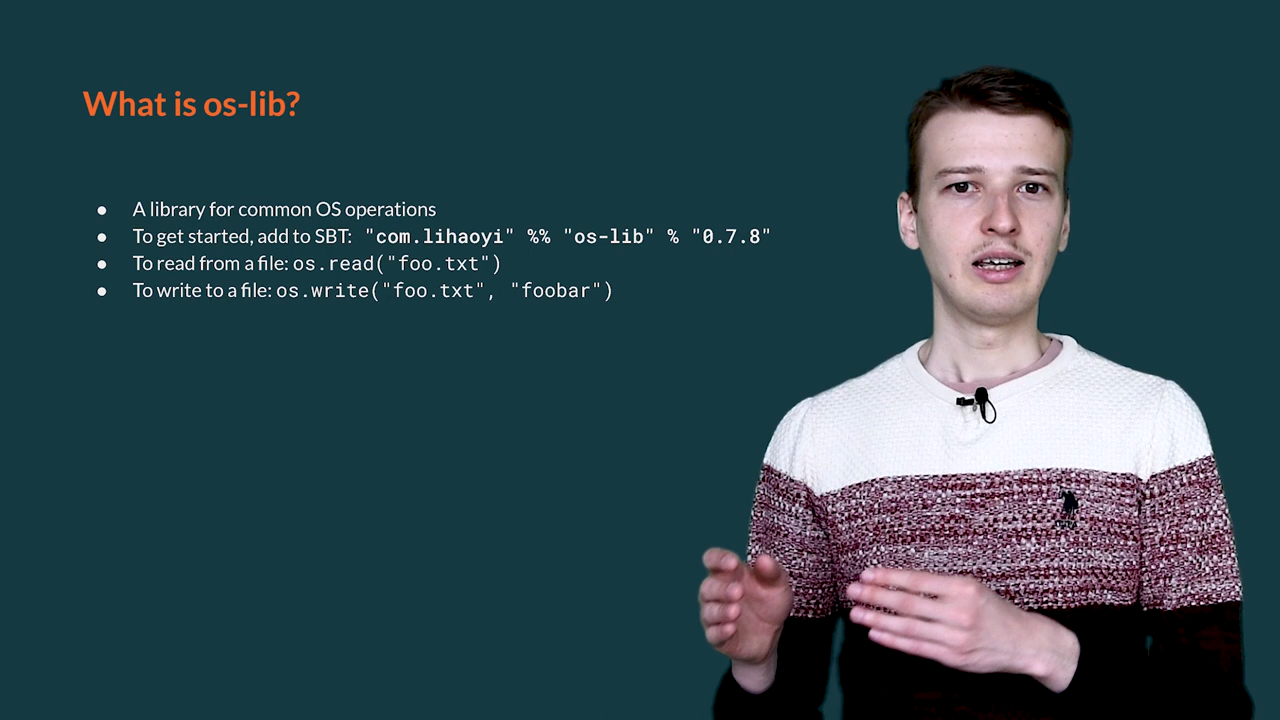 What is os-lib?
● A library for common OS operations
● To get started, add to SBT: "com.lihaoyi" %% "os-lib" % "0.7.8"
● To read from a file: os.read("foo.txt")
● To write to a file: os.write("foo.txt", "foobar")